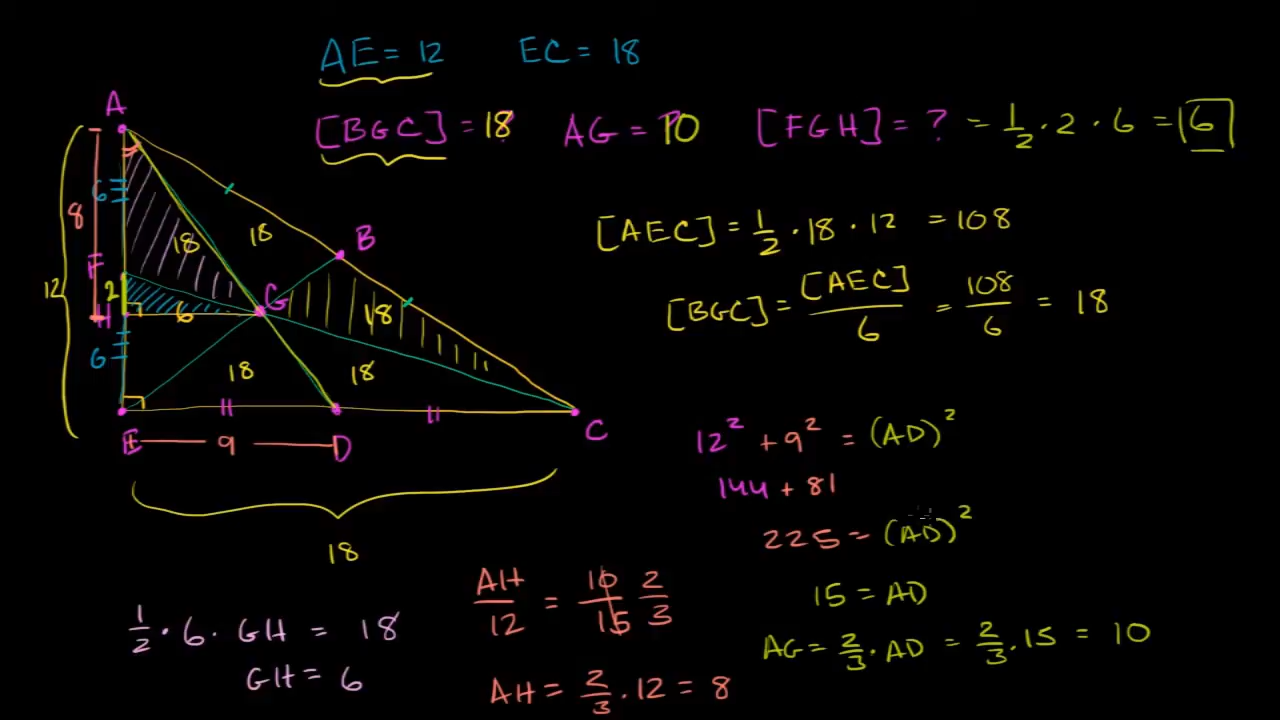 AE = 12 EC = 18
[BGC] = 18 AG = 10 [FGH] = ? = 1/2 · 2 · 6 = 6
A
6
8
18
18
B
F
12
2
G
H
6
18
6
18
18
E
D
C
9
18
[AEC] = 1/2 · 18 · 12 = 108
[BGC] = [AEC]/6 = 108/6 = 18
12² + 9² = (AD)²
144 + 81
225 = (AD)²
15 = AD
AG = 2/3 · AD = 2/3 · 15 = 10
AH/12 = 10/15 2/3
AH = 2/3 · 12 = 8
1/2 · 6 · GH = 18
GH = 6